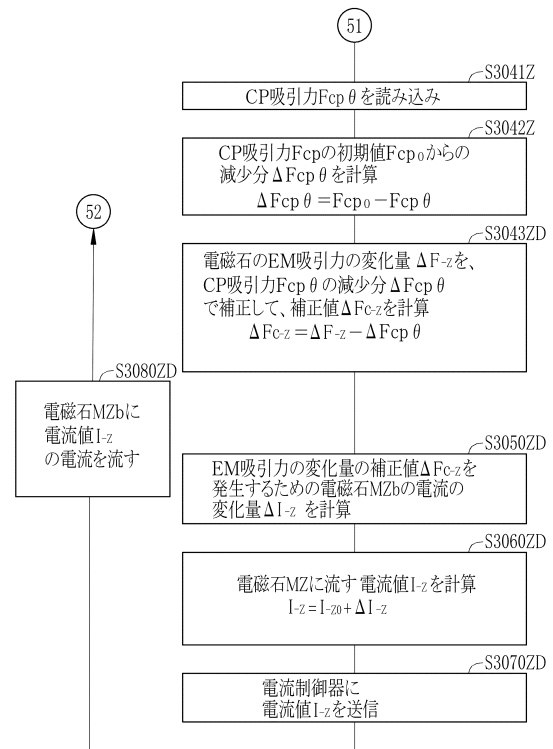 51
S3041Z
CP吸引力Fcpθを読み込み
S3042Z
CP吸引力Fcpの初期値Fcp₀からの
減少分ΔFcpθを計算
ΔFcpθ＝Fcp₀－Fcpθ
S3043ZD
電磁石のEM吸引力の変化量 ΔF-zを、
CP吸引力Fcpθの減少分ΔFcpθ
で補正して、補正値ΔFc-zを計算
ΔFc-z＝ΔF-z－ΔFcpθ
S3050ZD
EM吸引力の変化量の補正値ΔFc-zを
発生するための電磁石MZbの電流の
変化量ΔI-z を計算
S3060ZD
電磁石MZに流す電流値I-zを計算
I-z＝I-z0＋ΔI-z
S3070ZD
電流制御器に
電流値I-zを送信
52
S3080ZD
電磁石MZbに
電流値I-z
の電流を流す